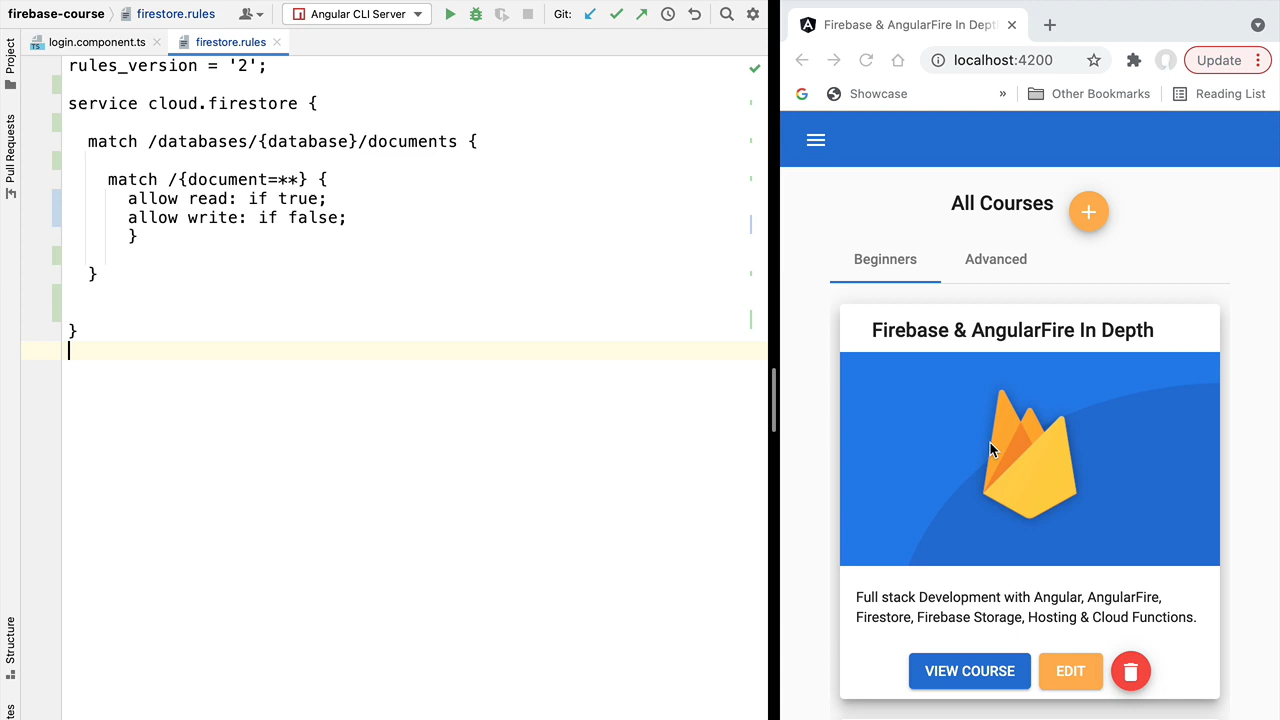 firebase-course
firestore.rules
Angular CLI Server
Git:
login.component.ts
firestore.rules
Project
Pull Requests
Structure
rules_version = '2';
service cloud.firestore {
match /databases/{database}/documents {
match /{document=**} {
allow read: if true;
allow write: if false;
}
}
}
Firebase & AngularFire In Depth
localhost:4200
Update
G
Showcase
»
Other Bookmarks
Reading List
All Courses
+
Beginners
Advanced
Firebase & AngularFire In Depth
Full stack Development with Angular, AngularFire,
Firestore, Firebase Storage, Hosting & Cloud Functions.
VIEW COURSE
EDIT